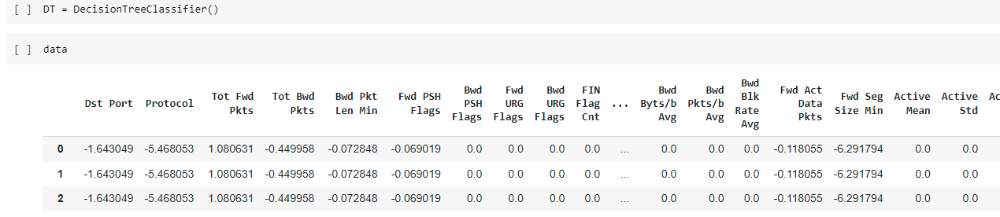 [ ] DT = DecisionTreeClassifier()
[ ] data
Dst Port Protocol Tot Fwd Pkts Tot Bwd Pkts Bwd Pkt Len Min Fwd PSH Flags Bwd PSH Flags Fwd URG Flags Bwd URG Flags FIN Flag Cnt ... Bwd Byts/b Avg Bwd Pkts/b Avg Bwd Blk Rate Avg Fwd Act Data Pkts Fwd Seg Size Min Active Mean Active Std Ac
0 -1.643049 -5.468053 1.080631 -0.449958 -0.072848 -0.069019 0.0 0.0 0.0 0.0 ... 0.0 0.0 0.0 -0.118055 -6.291794 0.0 0.0
1 -1.643049 -5.468053 1.080631 -0.449958 -0.072848 -0.069019 0.0 0.0 0.0 0.0 ... 0.0 0.0 0.0 -0.118055 -6.291794 0.0 0.0
2 -1.643049 -5.468053 1.080631 -0.449958 -0.072848 -0.069019 0.0 0.0 0.0 0.0 ... 0.0 0.0 0.0 -0.118055 -6.291794 0.0 0.0